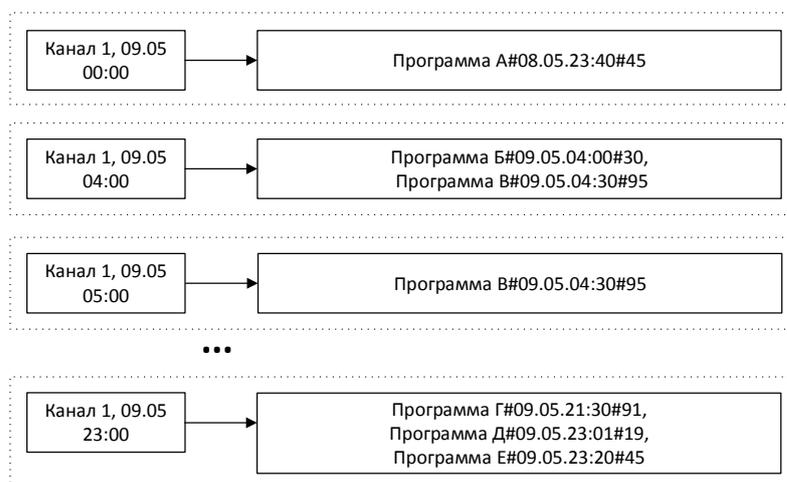 Канал 1, 09.05
00:00
Программа А#08.05.23:40#45
Канал 1, 09.05
04:00
Программа Б#09.05.04:00#30,
Программа В#09.05.04:30#95
Канал 1, 09.05
05:00
Программа В#09.05.04:30#95
...
Канал 1, 09.05
23:00
Программа Г#09.05.21:30#91,
Программа Д#09.05.23:01#19,
Программа Е#09.05.23:20#45